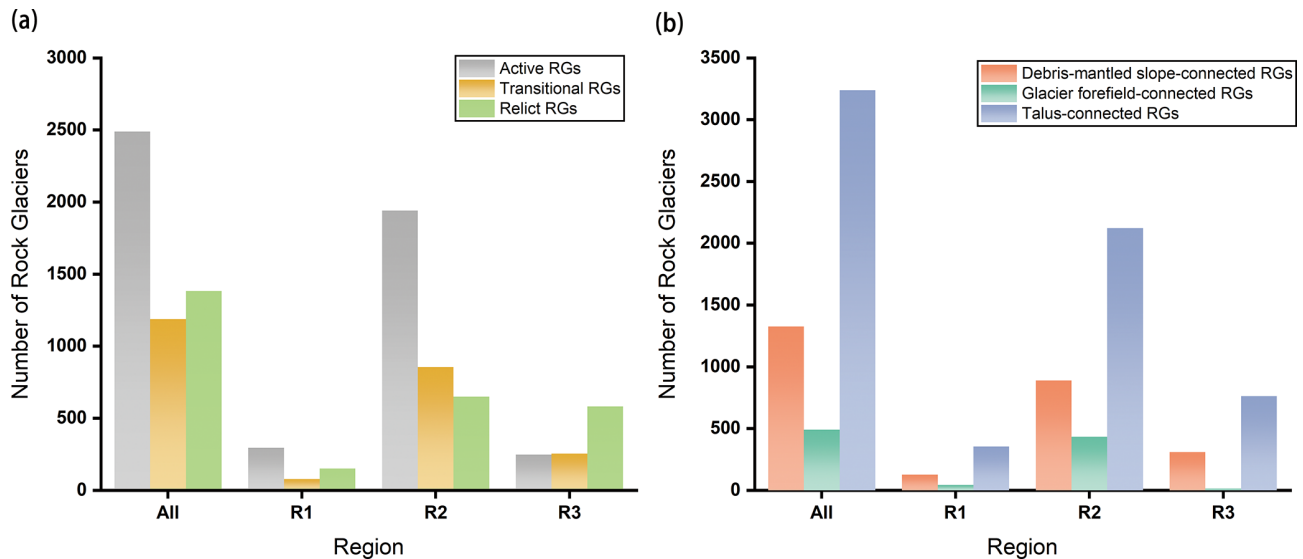 (a)
3000
2500
2000
1500
1000
500
0
Number of Rock Glaciers
Active RGs
Transitional RGs
Relict RGs
All R1 R2 R3
Region
(b)
3500
3000
2500
2000
1500
1000
500
0
Number of Rock Glaciers
Debris-mantled slope-connected RGs
Glacier forefield-connected RGs
Talus-connected RGs
All R1 R2 R3
Region